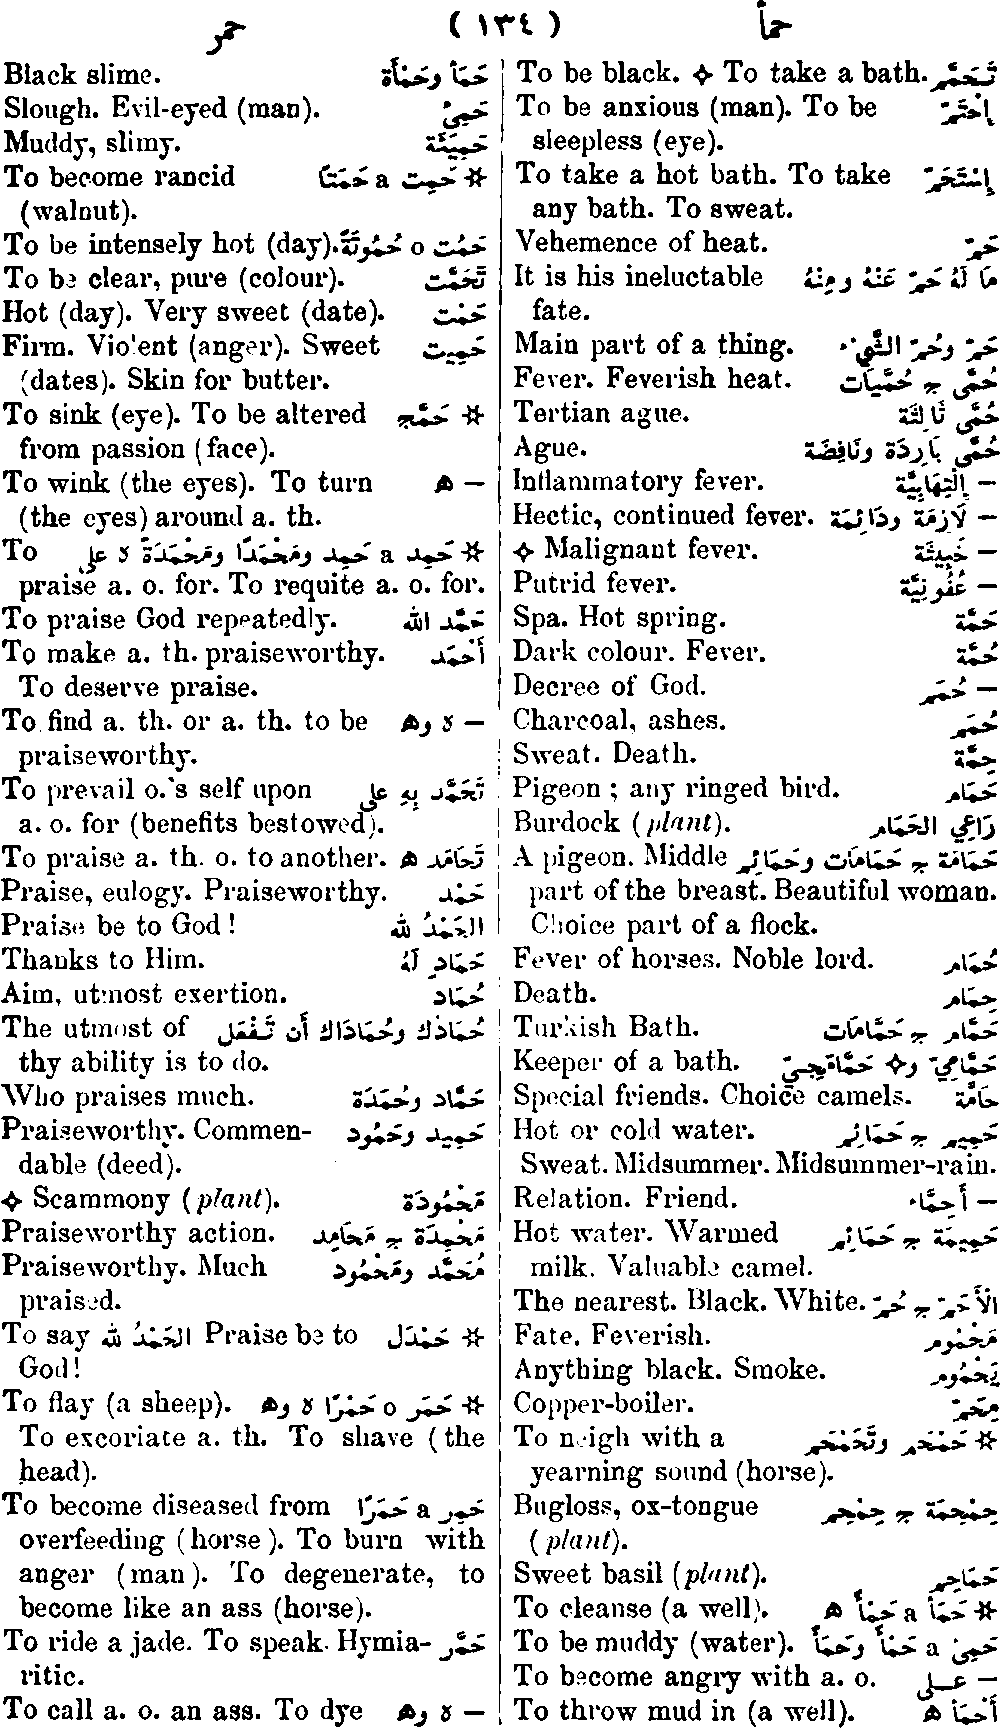 حمأ ( ١٣٤ ) حمر
To be black. ✧ To take a bath. تَحَمَّمَ
To be anxious (man). To be إِحْتَمَّ
sleepless (eye).
To take a hot bath. To take إِسْتَحَمَّ
any bath. To sweat.
Vehemence of heat. حَمّ
It is his ineluctable مَا لَهُ حَمّ عَنْهُ ومِنْهُ
fate.
Main part of a thing. حَمّ وحُمّ الشَّيْء
Fever. Feverish heat. حُمَّى ج حُمَّيَات
Tertian ague. حُمَّى ثَالِثَة
Ague. حُمَّى بَارِدَة ونَافِضَة
Inflammatory fever. — إِلْتِهَابِيَّة
Hectic, continued fever. — لَازِمَة ودَائِمَة
✧ Malignant fever. — خَبِيثَة
Putrid fever. — عُفُونِيَّة
Spa. Hot spring. حَمَّة
Dark colour. Fever. حُمَّة
Decree of God. — حُمَم
Charcoal, ashes. حُمَم
Sweat. Death. حِمَّة
Pigeon ; any ringed bird. حَمَام
Burdock (plant). رَاعِي الحَمَام
A pigeon. Middle حَمَامَة ج حَمَامَات وحَمَائِم
part of the breast. Beautiful woman.
Choice part of a flock.
Fever of horses. Noble lord. حُمَام
Death. حِمَام
Turkish Bath. حَمَّام ج حَمَّامَات
Keeper of a bath. حَمَّامِيّ و✧ حَمَّامْجِيّ
Special friends. Choice camels. حَامَّة
Hot or cold water. حَمِيم ج حَمَائِم
Sweat. Midsummer. Midsummer-rain.
Relation. Friend. — أَحِمَّاء
Hot water. Warmed حَمِيمَة ج حَمَائِم
milk. Valuable camel.
The nearest. Black. White. الأَحَمّ ج حُمّ
Fate. Feverish. مَحْمُوم
Anything black. Smoke. يَحْمُوم
Copper-boiler. مِحَمّ
To neigh with a ✲ حَمْحَم وتَحَمْحَم
yearning sound (horse).
Bugloss, ox-tongue حِمْحِمَة ج حِمْحِم
(plant).
Sweet basil (plant). حَمَاحِم
To cleanse (a well). ✲ حَمَأ a حَمْأً ه
To be muddy (water). حَمِئ a حَمْأً وحَمَأً
To become angry with a. o. — عـلى
To throw mud in (a well). أَحْمَأ ه
Black slime. حَمَأ وحَمْأَة
Slough. Evil-eyed (man). حَمِئ
Muddy, slimy. حَمِيئَة
To become rancid ✲ حَمِت a حَمَتًا
(walnut).
To be intensely hot (day). حَمُت o حُمُوتَةً
To be clear, pure (colour). تَحَمَّت
Hot (day). Very sweet (date). حَمْت
Firm. Violent (anger). Sweet حَمِيت
(dates). Skin for butter.
To sink (eye). To be altered ✲ حَمَّج
from passion (face).
To wink (the eyes). To turn — ه
(the eyes) around a. th.
To ✲ حَمِد a حَمِد ومَحْمَدًا ومَحْمَدَةً لا على
praise a. o. for. To requite a. o. for.
To praise God repeatedly. حَمَّد الله
To make a. th. praiseworthy. أَحْمَد
To deserve praise.
To find a. th. or a. th. to be — لا وه
praiseworthy.
To prevail o.'s self upon تَحَمَّد بِهِ على
a. o. for (benefits bestowed).
To praise a. th. o. to another. تَحَامَد ه
Praise, eulogy. Praiseworthy. حَمْد
Praise be to God ! الحَمْدُ لله
Thanks to Him. حَمَادِ لَهُ
Aim, utmost exertion. حُمَاد
The utmost of حُمَادُك وحُمَادَاك أَن تَفْعَل
thy ability is to do.
Who praises much. حَمَّاد وحُمَدَة
Praiseworthy. Commen- حَمِيد وحَمُود
dable (deed).
✧ Scammony (plant). مَحْمُودَة
Praiseworthy action. مَحْمِدَة ج مَحَامِد
Praiseworthy. Much مُحَمَّد ومَحْمُود
praised.
To say الحَمْدُ لله Praise be to ✲ حَمْدَل
God!
To flay (a sheep). ✲ حَمَر o حَمْرًا لا وه
To excoriate a. th. To shave (the
head).
To become diseased from حَمِر a حَمَرًا
overfeeding (horse). To burn with
anger (man). To degenerate, to
become like an ass (horse).
To ride a jade. To speak Hymia- حَمَّر
ritic.
To call a. o. an ass. To dye — لا وه